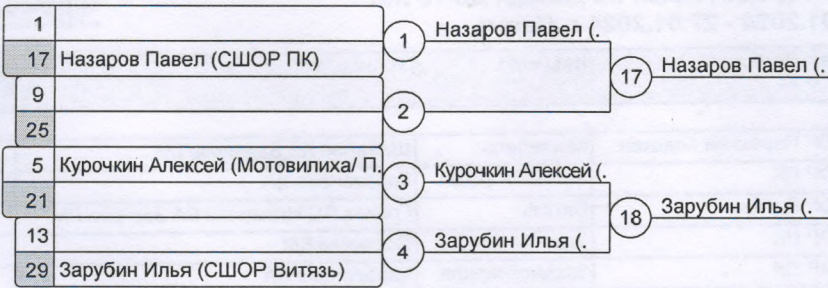 1
17 Назаров Павел (СШОР ПК)
1 Назаров Павел (.
17 Назаров Павел (.
9
25
2
5 Курочкин Алексей (Мотовилиха/ П.
21
3 Курочкин Алексей (.
18 Зарубин Илья (.
13
29 Зарубин Илья (СШОР Витязь)
4 Зарубин Илья (.